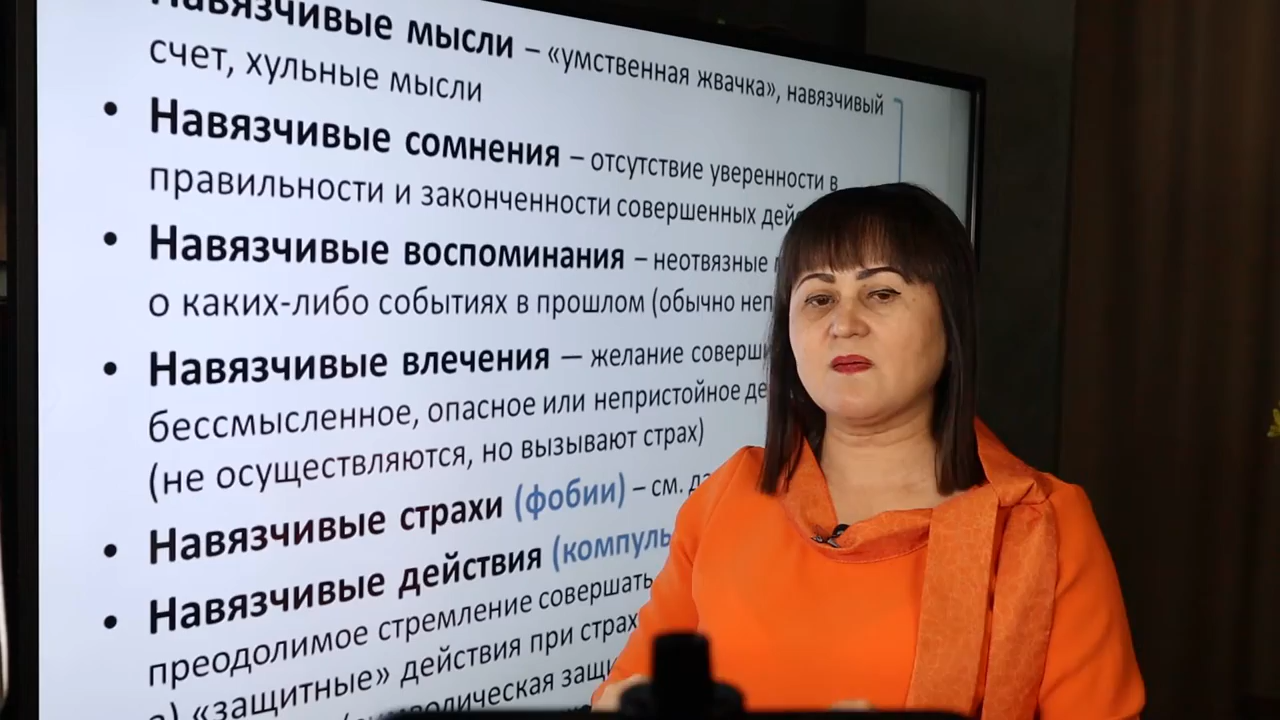 Навязчивые мысли – «умственная жвачка», навязчивый
счет, хульные мысли
• Навязчивые сомнения – отсутствие уверенности в
правильности и законченности совершенных
• Навязчивые воспоминания – неотвязные
о каких-либо событиях в прошлом (обычно
• Навязчивые влечения — желание
бессмысленное, опасное или непристойное
(не осуществляются, но вызывают страх)
• Навязчивые страхи (фобии) – см.
• Навязчивые действия
преодолимое стремление совершать
«защитные» действия при